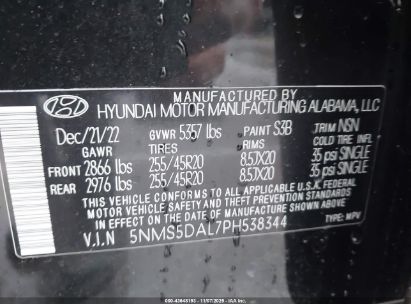 MANUFACTURED BY
HYUNDAI MOTOR MANUFACTURING ALABAMA, LLC
Dec/21/22 GVWR 5357 lbs PAINT S3B TRIM NSN
GAWR TIRES RIMS COLD TIRE INFL.
FRONT 2866 lbs 255/45R20 8.5JX20 35 psi SINGLE
REAR 2976 lbs 255/45R20 8.5JX20 35 psi SINGLE
THIS VEHICLE CONFORMS TO ALL APPLICABLE U.S.A. FEDERAL
MOTOR VEHICLE SAFETY AND THEFT PREVENTION STANDARDS
IN EFFECT ON THE DATE OF MANUFACTURE SHOWN ABOVE.
V.I.N 5NMS5DAL7PH538344 TYPE: MPV